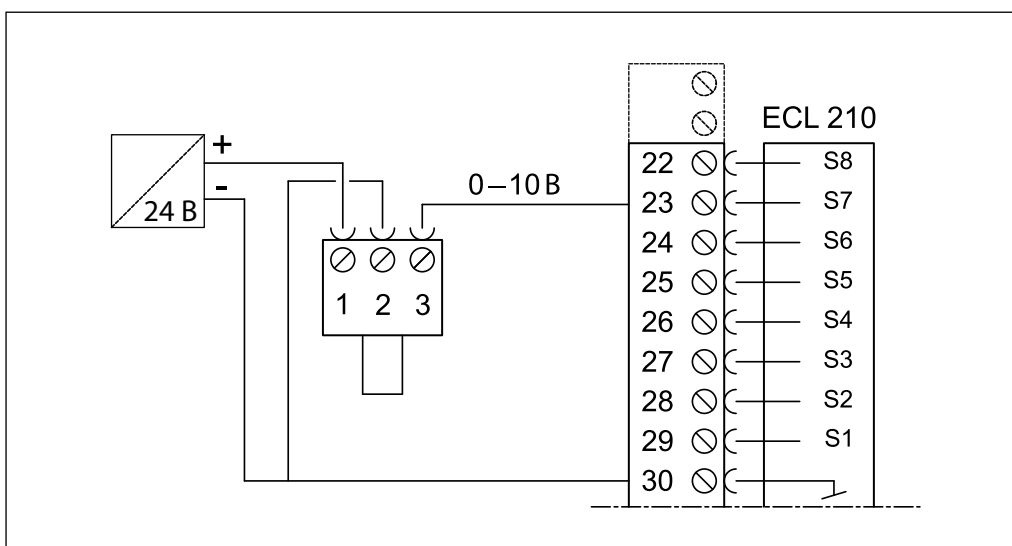 ECL 210
+
-
24 В
0–10 В
1 2 3
22 S8
23 S7
24 S6
25 S5
26 S4
27 S3
28 S2
29 S1
30